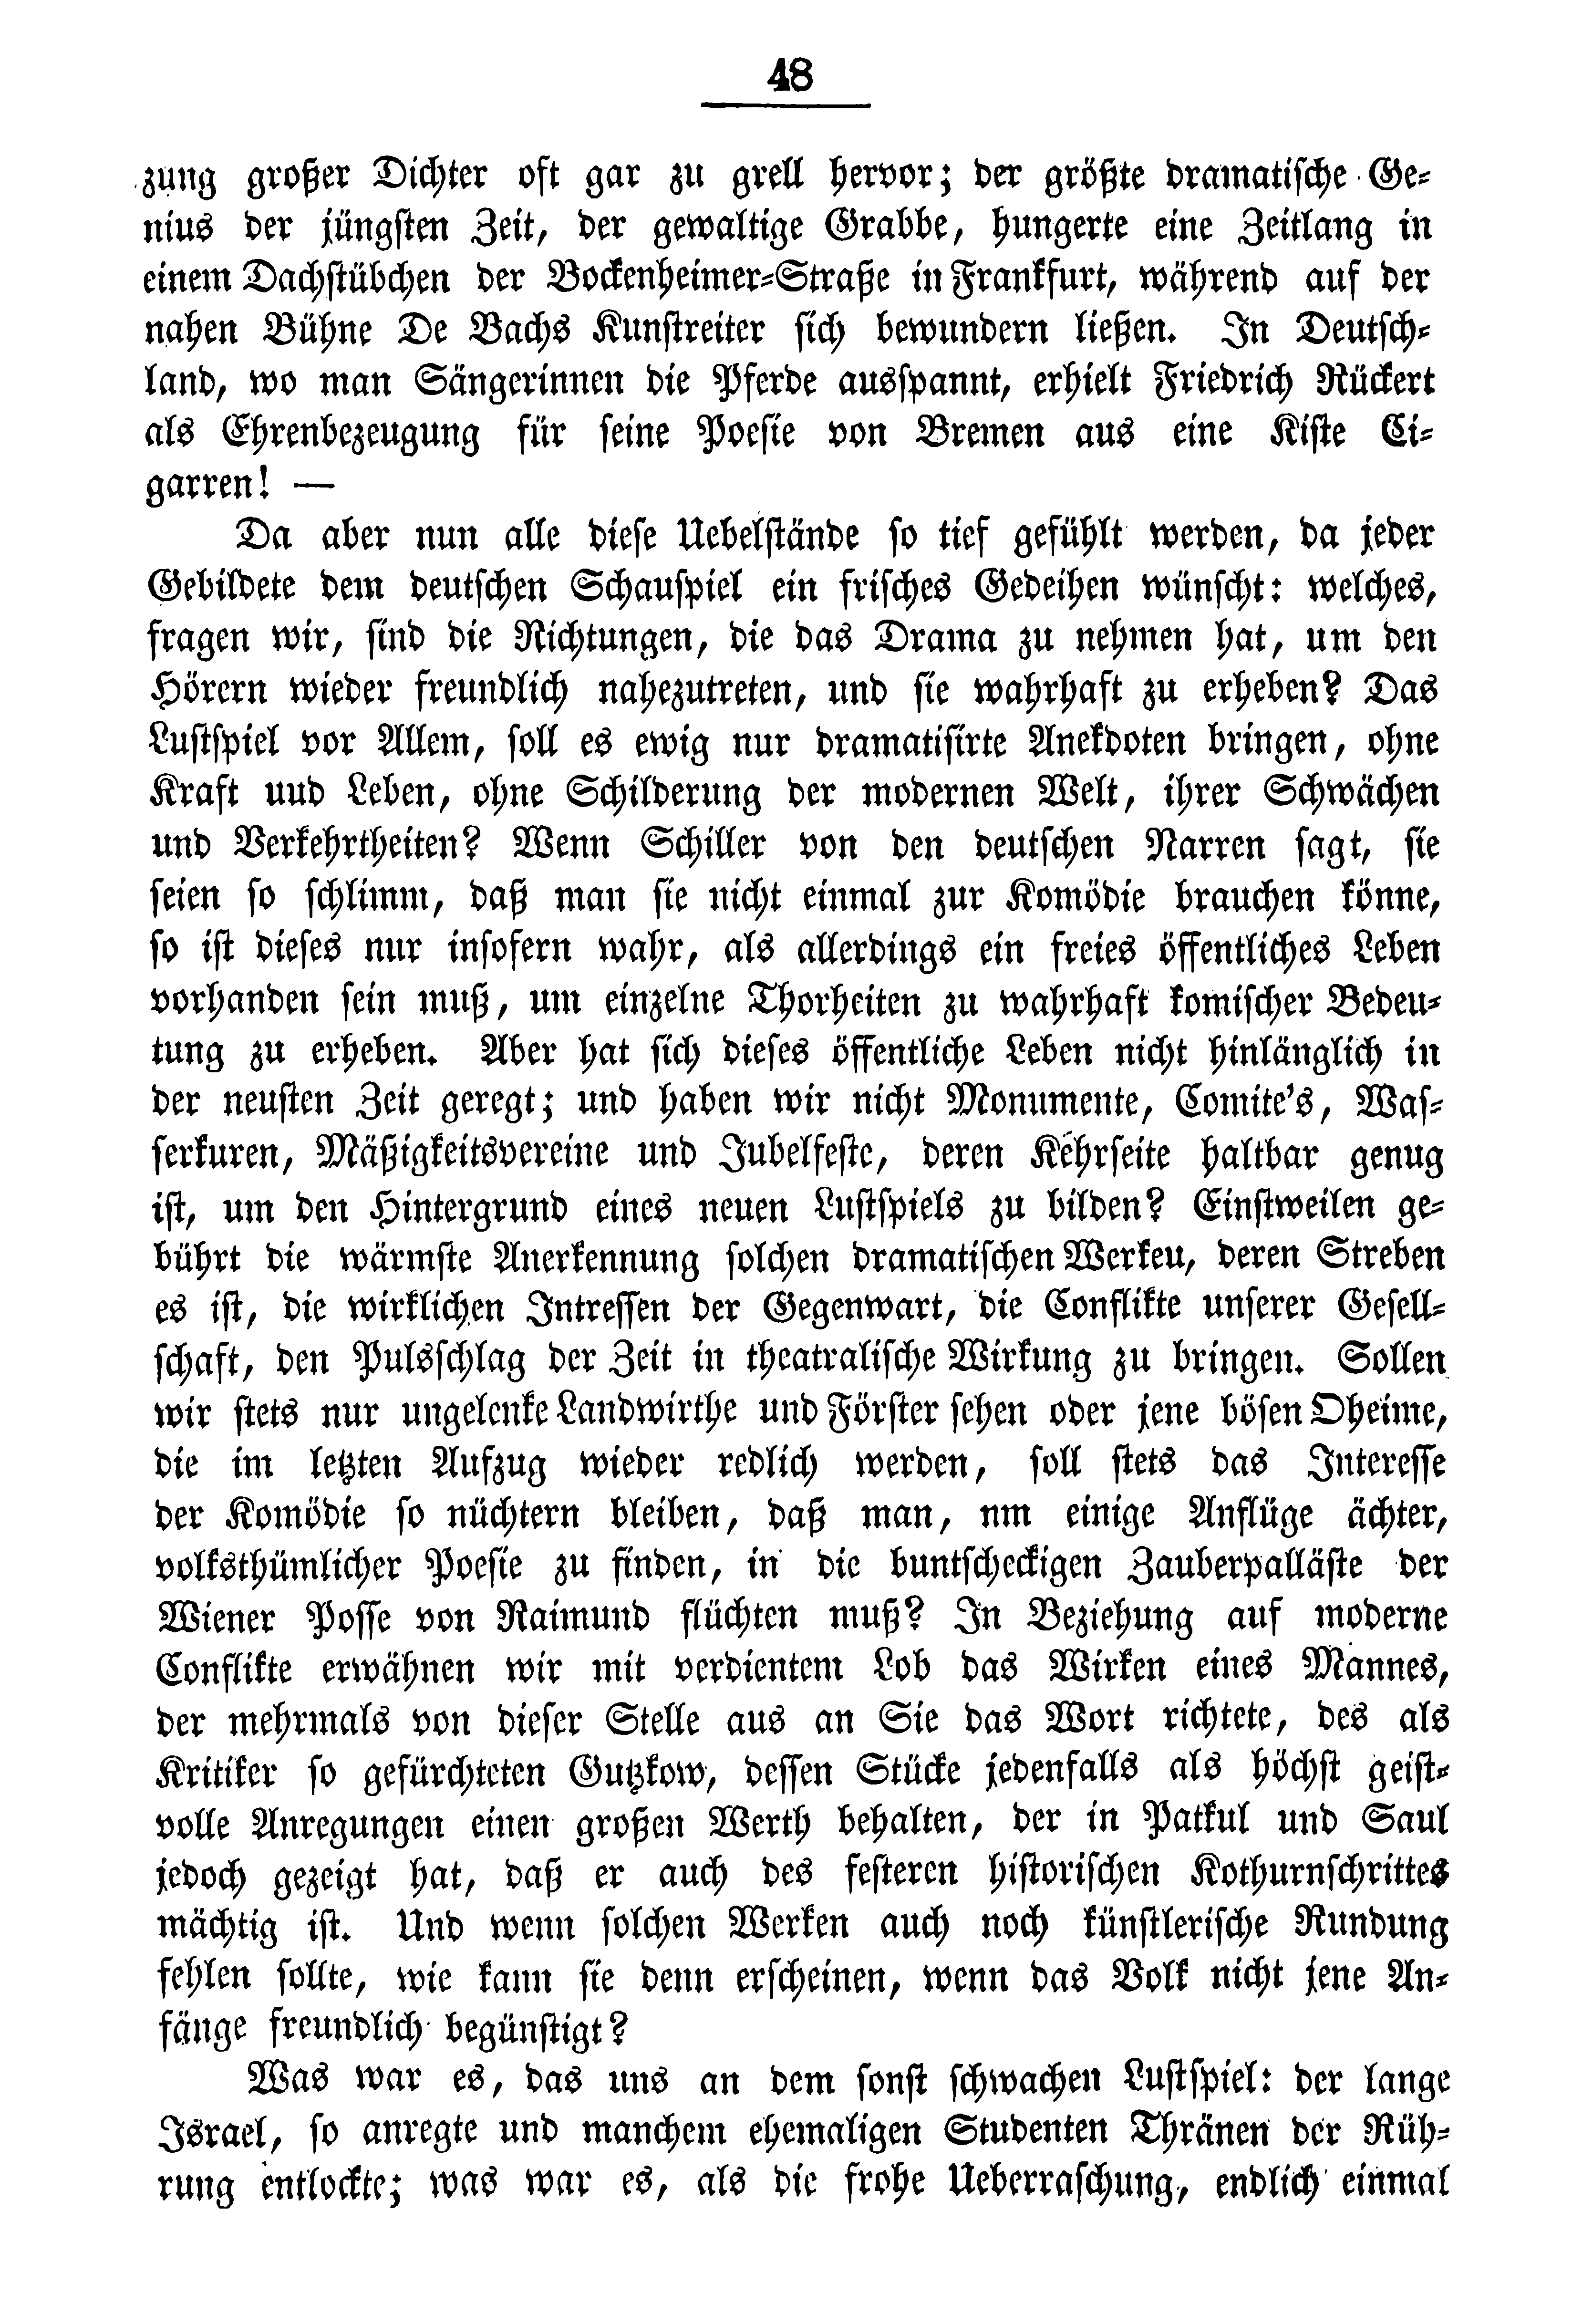 48
zung großer Dichter oft gar zu grell hervor; der größte dramatische Ge-
nius der jüngsten Zeit, der gewaltige Grabbe, hungerte eine Zeitlang in
einem Dachstübchen der Bockenheimer-Straße in Frankfurt, während auf der
nahen Bühne De Bachs Kunstreiter sich bewundern ließen. In Deutsch-
land, wo man Sängerinnen die Pferde ausspannt, erhielt Friedrich Rückert
als Ehrenbezeugung für seine Poesie von Bremen aus eine Kiste Ci-
garren! —
Da aber nun alle diese Uebelstände so tief gefühlt werden, da jeder
Gebildete dem deutschen Schauspiel ein frisches Gedeihen wünscht: welches,
fragen wir, sind die Richtungen, die das Drama zu nehmen hat, um den
Hörern wieder freundlich nahezutreten, und sie wahrhaft zu erheben? Das
Lustspiel vor Allem, soll es ewig nur dramatisirte Anekdoten bringen, ohne
Kraft uud Leben, ohne Schilderung der modernen Welt, ihrer Schwächen
und Verkehrtheiten? Wenn Schiller von den deutschen Narren sagt, sie
seien so schlimm, daß man sie nicht einmal zur Komödie brauchen könne,
so ist dieses nur insofern wahr, als allerdings ein freies öffentliches Leben
vorhanden sein muß, um einzelne Thorheiten zu wahrhaft komischer Bedeu-
tung zu erheben. Aber hat sich dieses öffentliche Leben nicht hinlänglich in
der neusten Zeit geregt; und haben wir nicht Monumente, Comite's, Was-
serkuren, Mäßigkeitsvereine und Jubelfeste, deren Kehrseite haltbar genug
ist, um den Hintergrund eines neuen Lustspiels zu bilden? Einstweilen ge-
bührt die wärmste Anerkennung solchen dramatischen Werkeu, deren Streben
es ist, die wirklichen Intressen der Gegenwart, die Conflikte unserer Gesell-
schaft, den Pulsschlag der Zeit in theatralische Wirkung zu bringen. Sollen
wir stets nur ungelenke Landwirthe und Förster sehen oder jene bösen Oheime,
die im letzten Aufzug wieder redlich werden, soll stets das Interesse
der Komödie so nüchtern bleiben, daß man, nm einige Anflüge ächter,
volksthümlicher Poesie zu finden, in die buntscheckigen Zauberpalläste der
Wiener Posse von Raimund flüchten muß? In Beziehung auf moderne
Conflikte erwähnen wir mit verdientem Lob das Wirken eines Mannes,
der mehrmals von dieser Stelle aus an Sie das Wort richtete, des als
Kritiker so gefürchteten Gutzkow, dessen Stücke jedenfalls als höchst geist-
volle Anregungen einen großen Werth behalten, der in Patkul und Saul
jedoch gezeigt hat, daß er auch des festeren historischen Kothurnschrittes
mächtig ist. Und wenn solchen Werken auch noch künstlerische Rundung
fehlen sollte, wie kann sie denn erscheinen, wenn das Volk nicht jene An-
fänge freundlich begünstigt?
Was war es, das uns an dem sonst schwachen Lustspiel: der lange
Israel, so anregte und manchem ehemaligen Studenten Thränen der Rüh-
rung entlockte; was war es, als die frohe Ueberraschung, endlich einmal